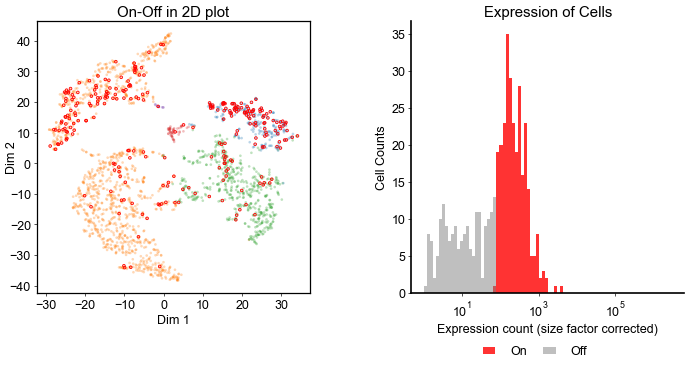 On-Off in 2D plot
Expression of Cells
40
30
20
10
0
−10
−20
−30
−40
Dim 2
−30 −20 −10 0 10 20 30
Dim 1
35
30
25
20
15
10
5
0
Cell Counts
10^1 10^3 10^5
Expression count (size factor corrected)
On Off